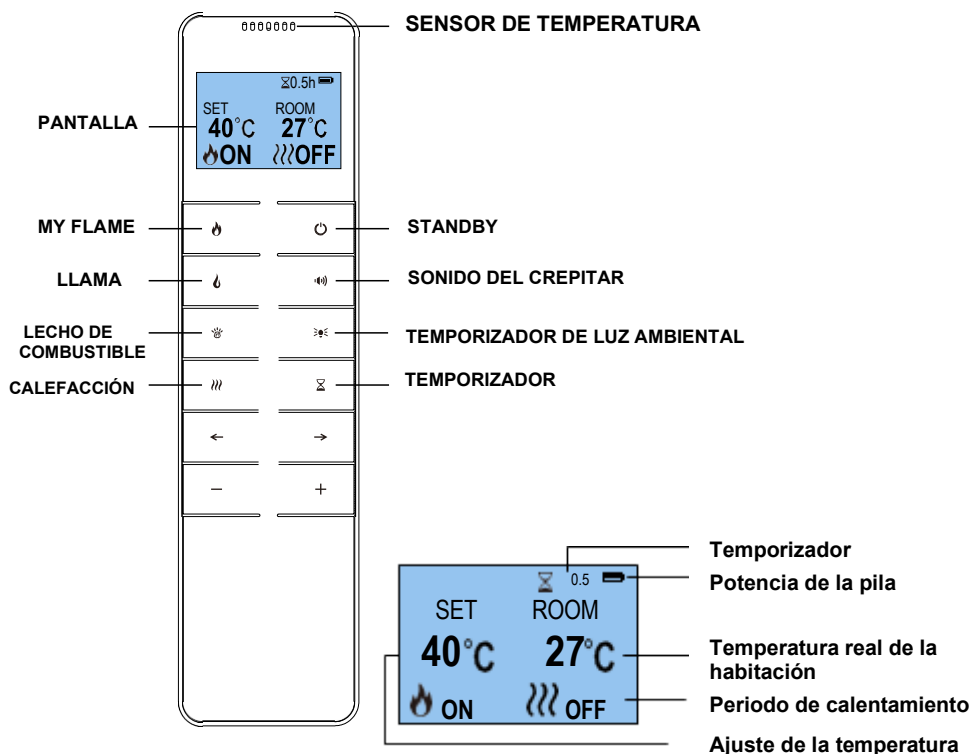 SENSOR DE TEMPERATURA
0.5h
SET ROOM
40°C 27°C
ON OFF
PANTALLA
MY FLAME
STANDBY
LLAMA
SONIDO DEL CREPITAR
LECHO DE
COMBUSTIBLE
TEMPORIZADOR DE LUZ AMBIENTAL
CALEFACCIÓN
TEMPORIZADOR
Temporizador
0.5
Potencia de la pila
SET ROOM
40°C 27°C
Temperatura real de la
habitación
ON OFF
Periodo de calentamiento
Ajuste de la temperatura